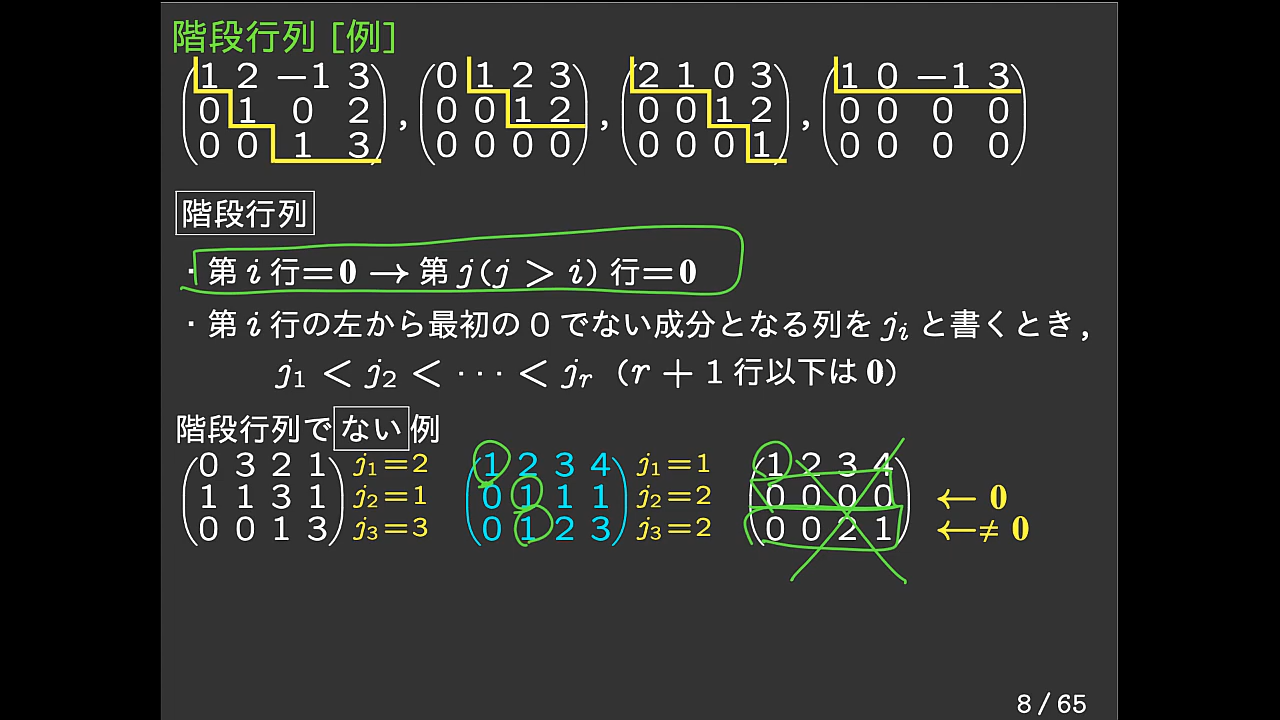 階段行列 [例]
(1 2 −1 3 / 0 1 0 2 / 0 0 1 3), (0 1 2 3 / 0 0 1 2 / 0 0 0 0), (2 1 0 3 / 0 0 1 2 / 0 0 0 1), (1 0 −1 3 / 0 0 0 0 / 0 0 0 0)
階段行列
・第 i 行=0 → 第 j(j > i) 行=0
・第 i 行の左から最初の 0 でない成分となる列を jᵢ と書くとき,
j₁ < j₂ < ··· < jᵣ (r + 1 行以下は 0)
階段行列でない例
(0 3 2 1 / 1 1 3 1 / 0 0 1 3) j₁=2 j₂=1 j₃=3
(1 2 3 4 / 0 1 1 1 / 0 1 2 3) j₁=1 j₂=2 j₃=2
(1 2 3 4 / 0 0 0 0 / 0 0 2 1) ← 0 ←≠ 0
8 / 65